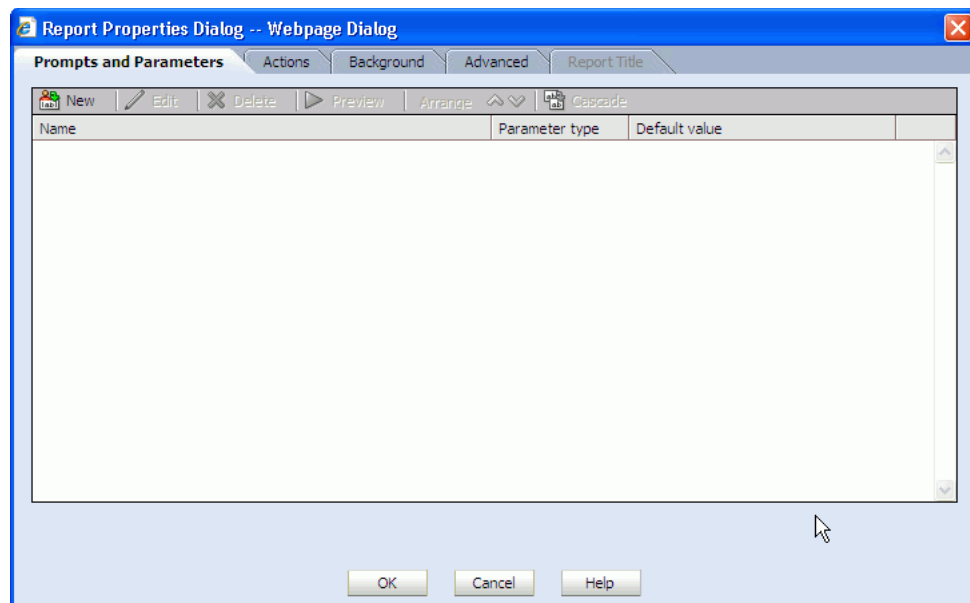 Report Properties Dialog -- Webpage Dialog
Prompts and Parameters Actions Background Advanced Report Title
New Edit Delete Preview Arrange Cascade
Name Parameter type Default value
OK Cancel Help